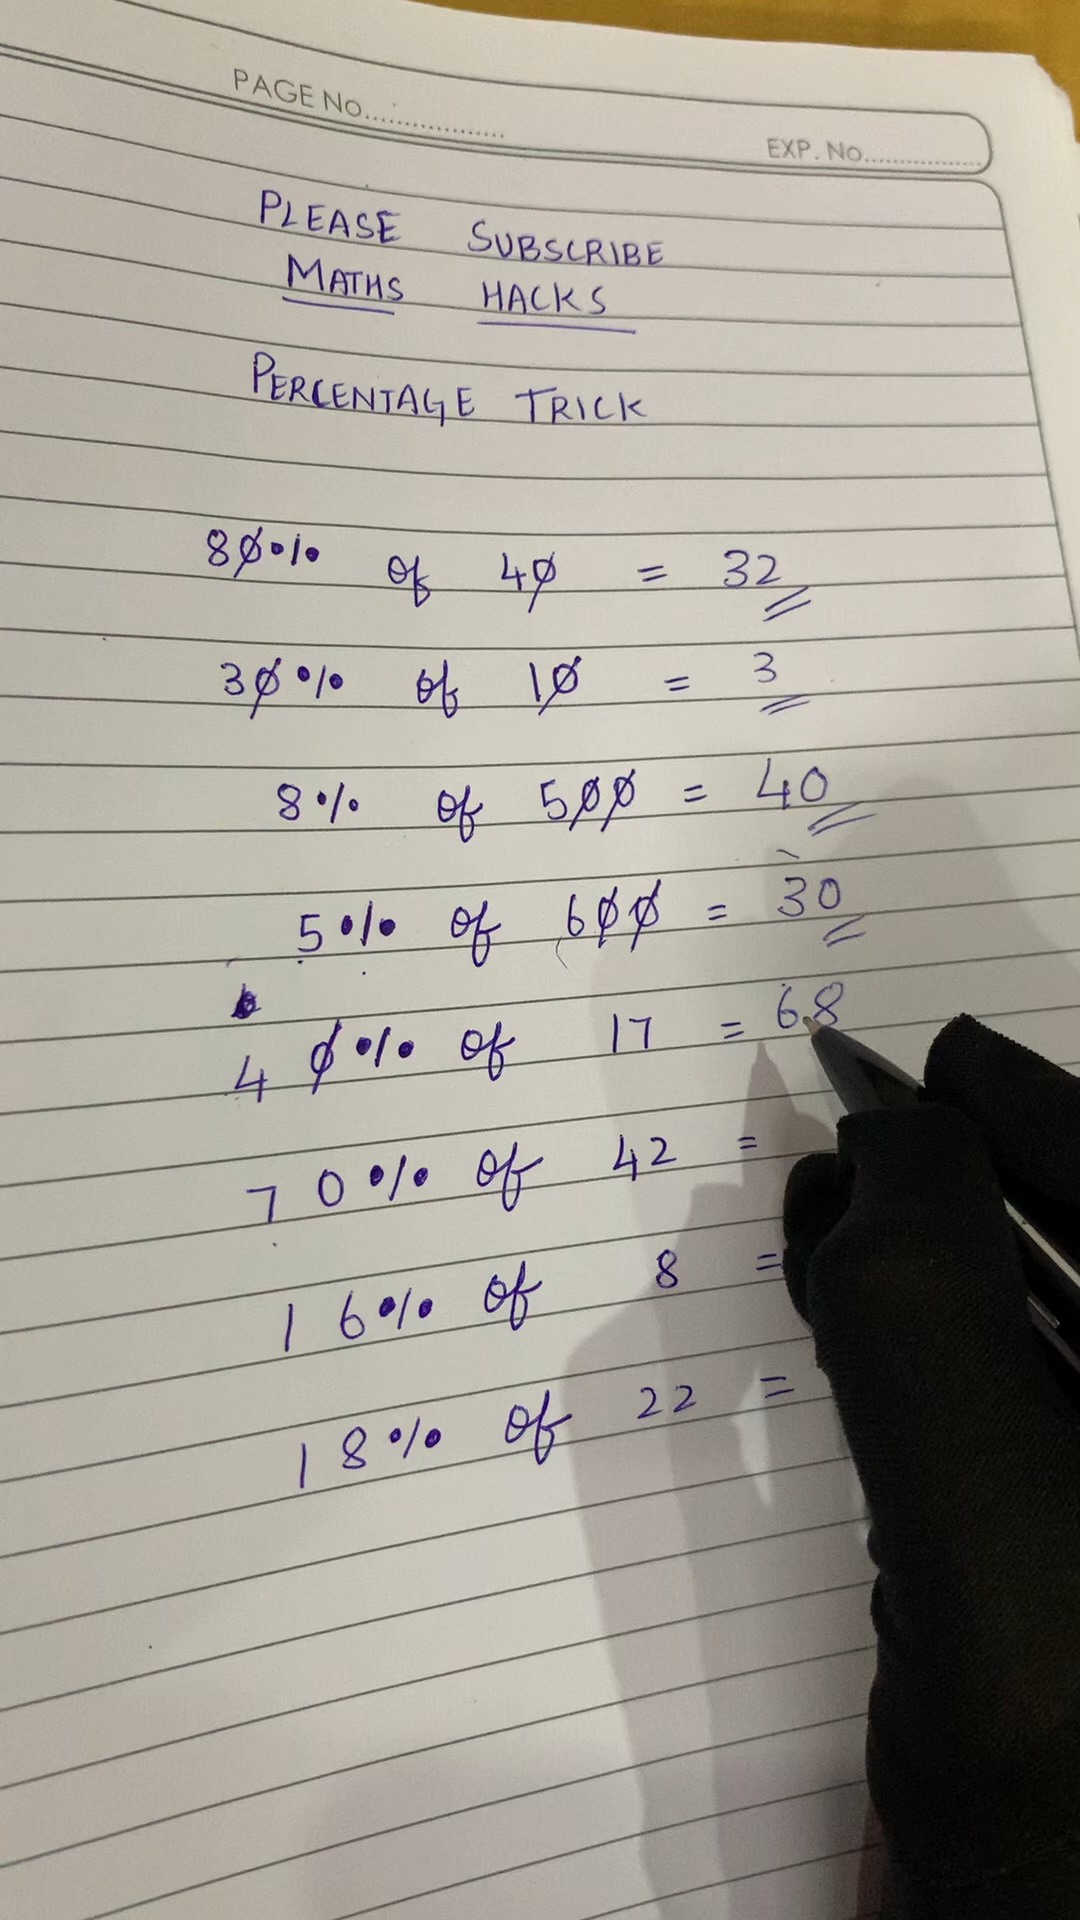 PAGE NO.
EXP. NO.
PLEASE SUBSCRIBE
MATHS HACKS
PERCENTAGE TRICK
80% of 40 = 32
30% of 10 = 3
8% of 500 = 40
5% of 600 = 30
40% of 17 = 6.8
70% of 42 =
16% of 8 =
18% of 22 =